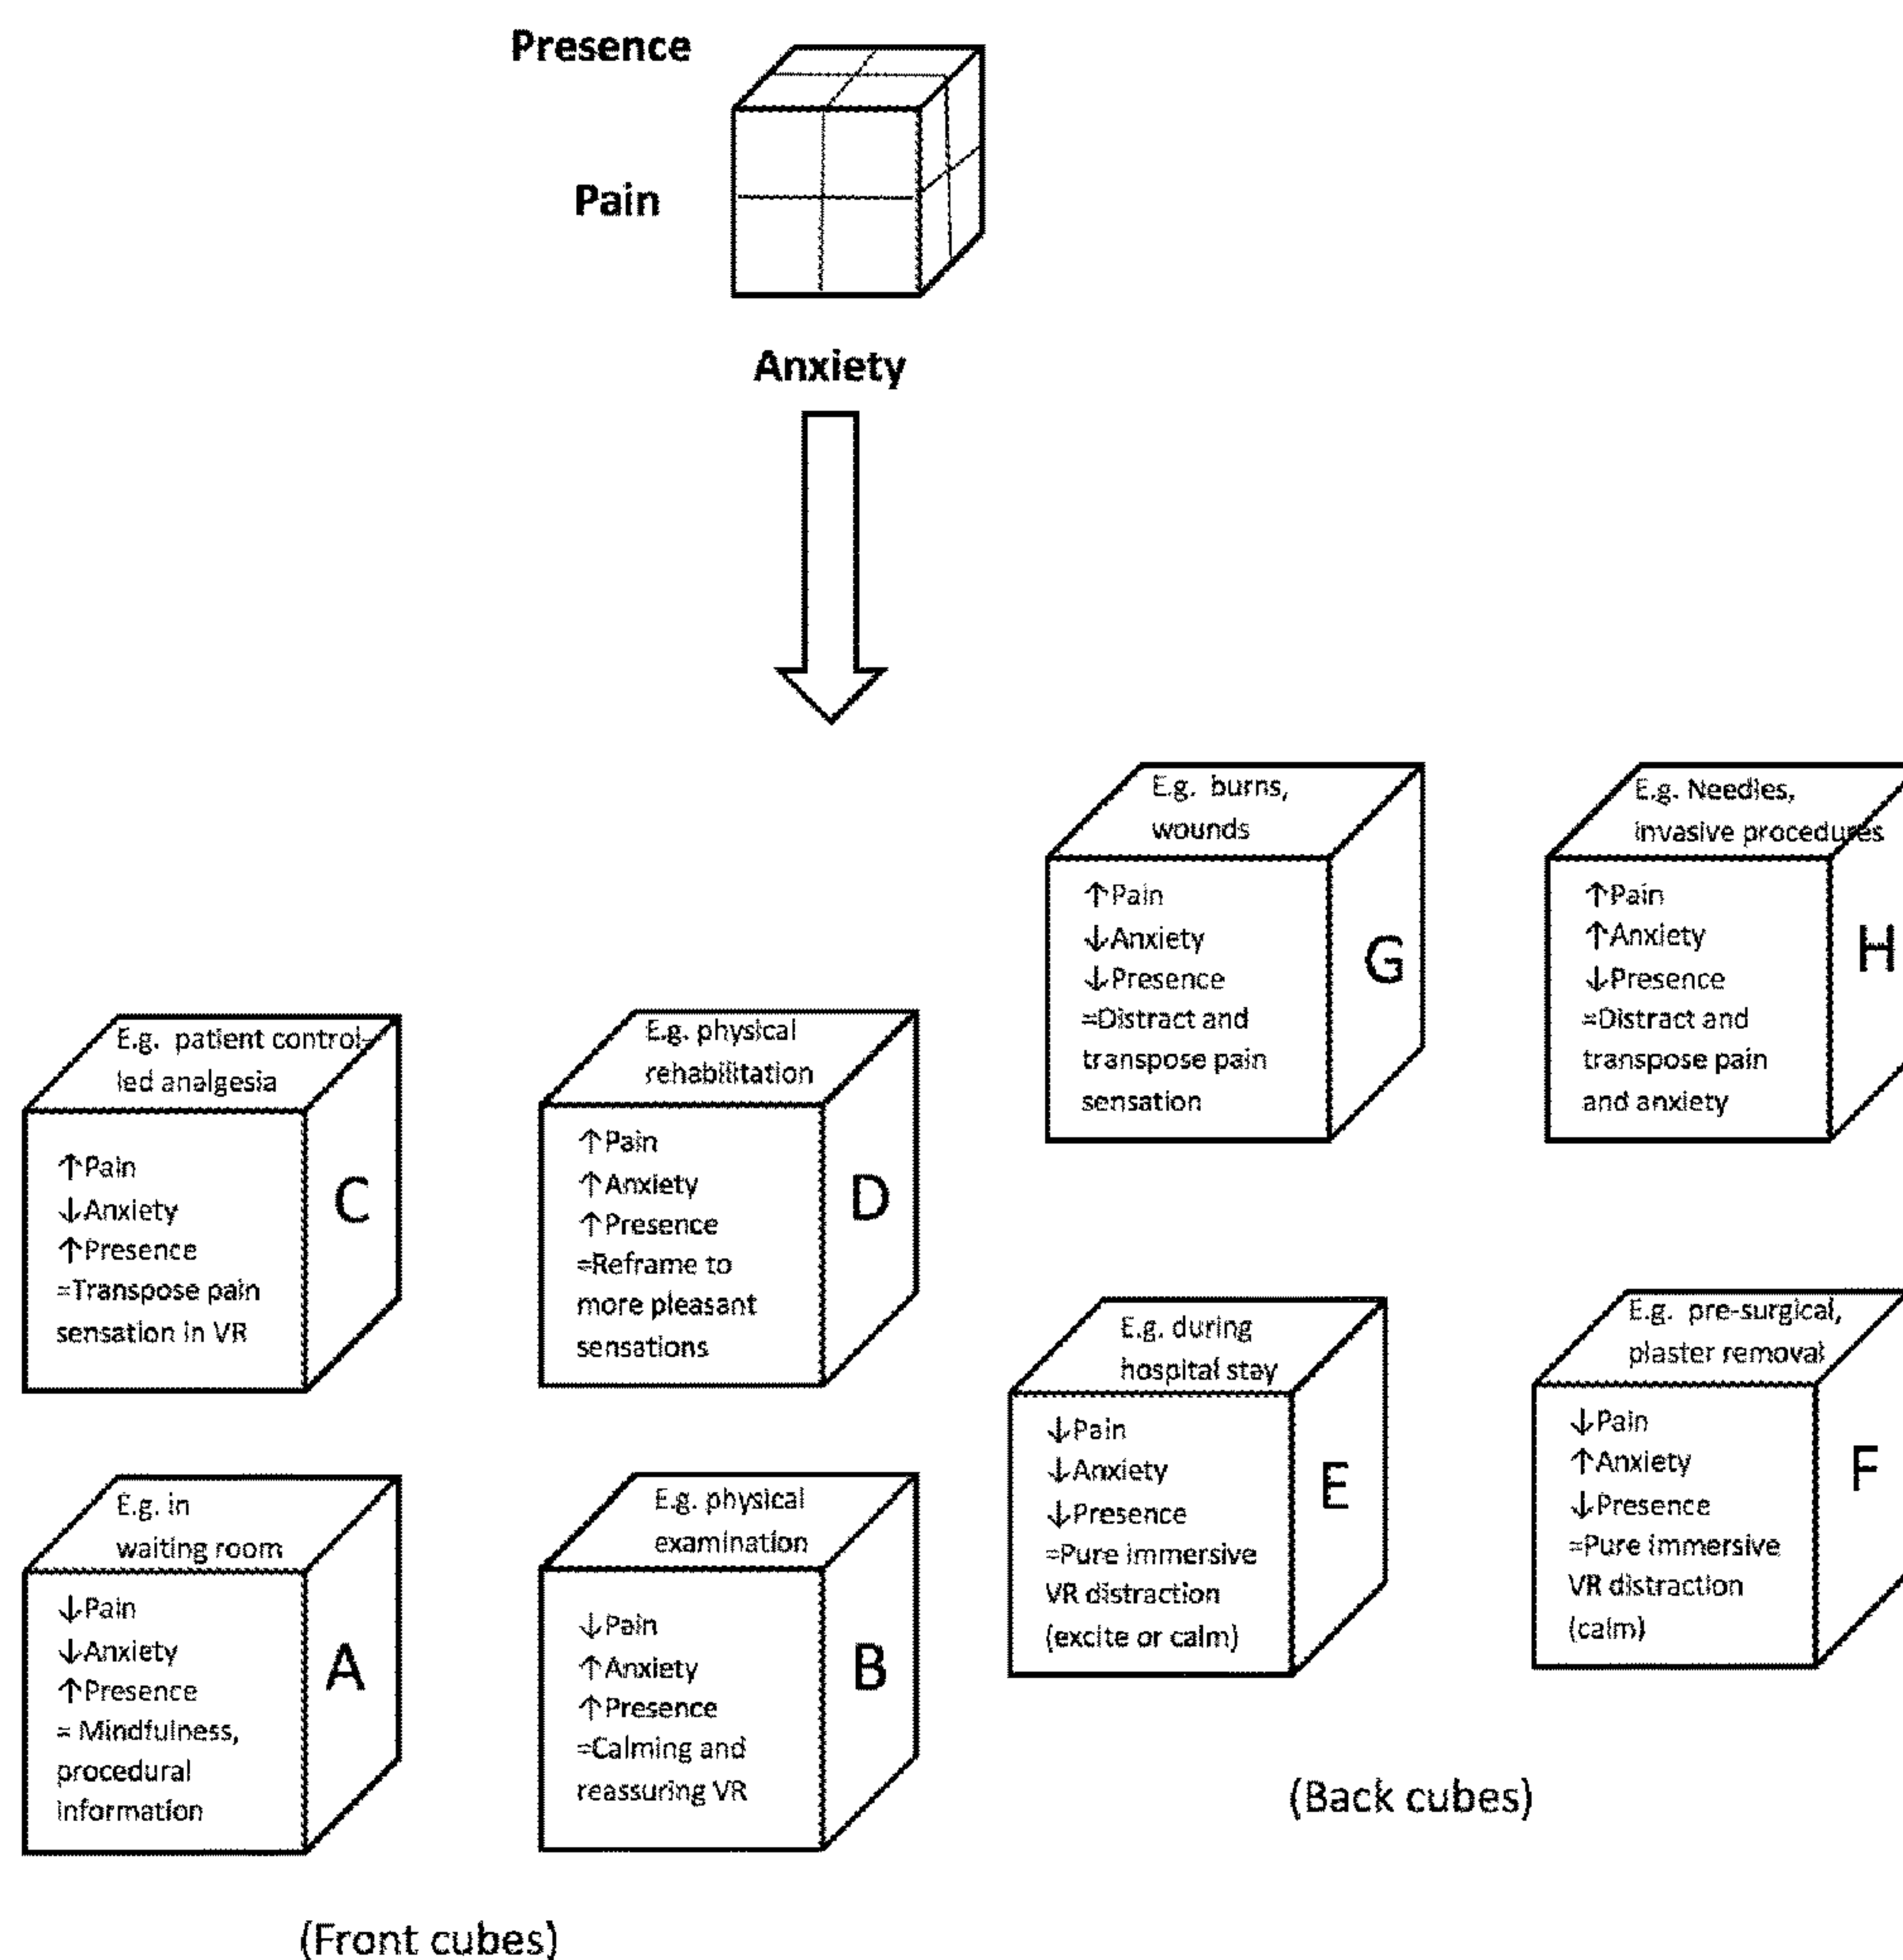 Presence
Pain
Anxiety
E.g. burns,
wounds
↑Pain
↓Anxiety
↓Presence
=Distract and
transpose pain
sensation
G
E.g. Needles,
invasive procedures
↑Pain
↑Anxiety
↓Presence
=Distract and
transpose pain
and anxiety
H
E.g. patient control-
led analgesia
↑Pain
↓Anxiety
↑Presence
=Transpose pain
sensation in VR
C
E.g. physical
rehabilitation
↑Pain
↑Anxiety
↑Presence
=Reframe to
more pleasant
sensations
D
E.g. during
hospital stay
↓Pain
↓Anxiety
↓Presence
=Pure immersive
VR distraction
(excite or calm)
E
E.g. pre-surgical,
plaster removal
↓Pain
↑Anxiety
↓Presence
=Pure immersive
VR distraction
(calm)
F
E.g. in
waiting room
↓Pain
↓Anxiety
↑Presence
= Mindfulness,
procedural
information
A
E.g. physical
examination
↓Pain
↑Anxiety
↑Presence
=Calming and
reassuring VR
B
(Back cubes)
(Front cubes)